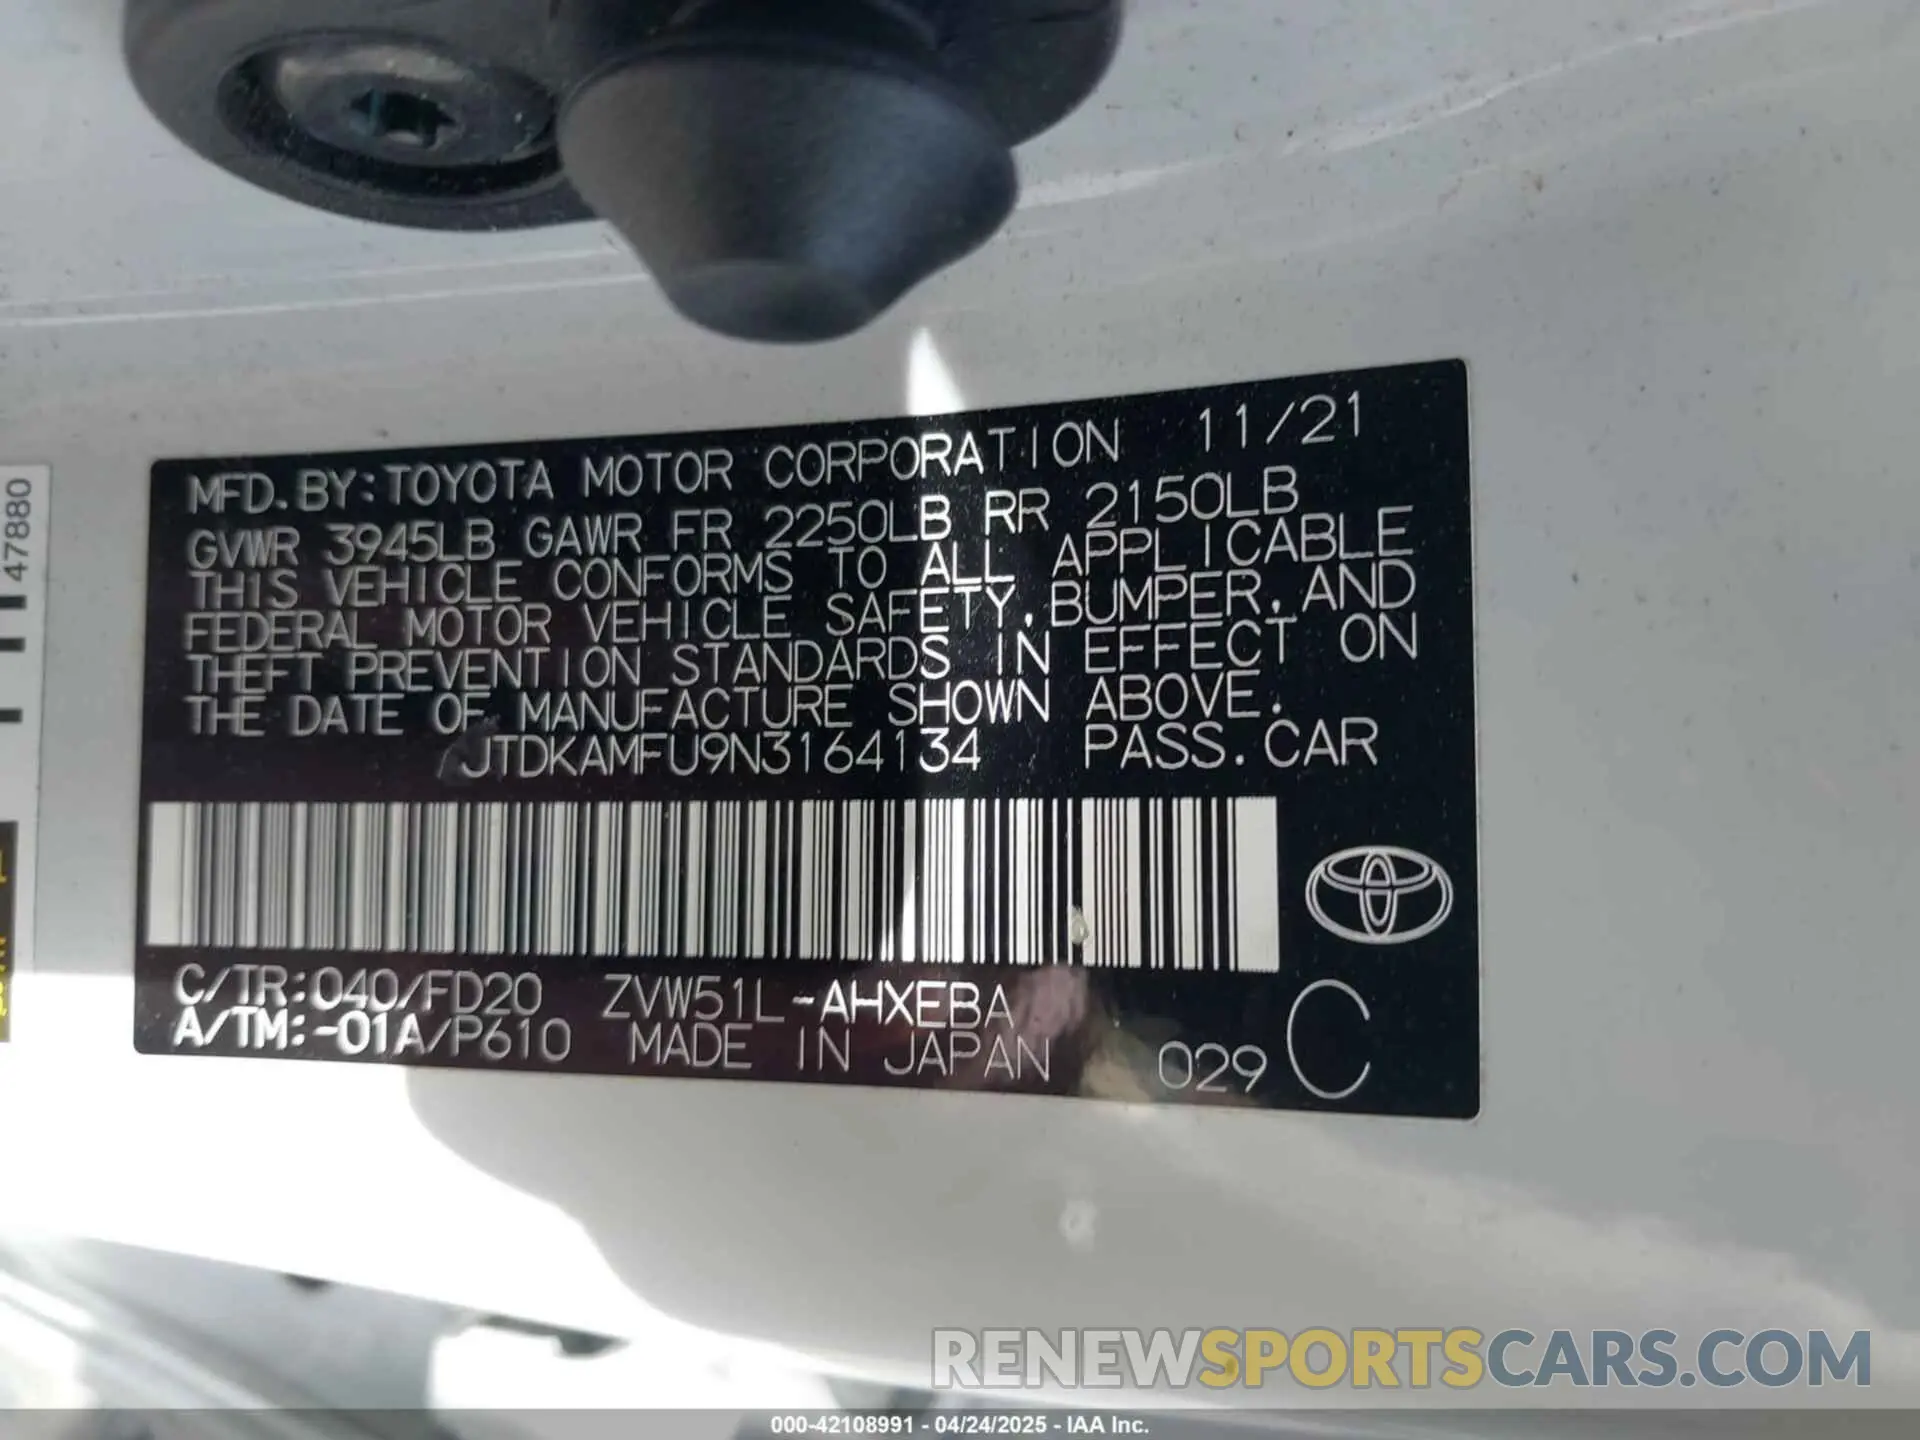 MFD.BY:TOYOTA MOTOR CORPORATION 11/21
GVWR 3945LB GAWR FR 2250LB RR 2150LB
THIS VEHICLE CONFORMS TO ALL APPLICABLE
FEDERAL MOTOR VEHICLE SAFETY, BUMPER, AND
THEFT PREVENTION STANDARDS IN EFFECT ON
THE DATE OF MANUFACTURE SHOWN ABOVE.
JTDKAMFU9N3164134 PASS.CAR
C/TR:040/FD20 ZVW51L-AHXEBA
A/TM:-01A/P610 MADE IN JAPAN 029 C
147880
RENEWSPORTSCARS.COM
000-42108991 - 04/24/2025 - IAA Inc.